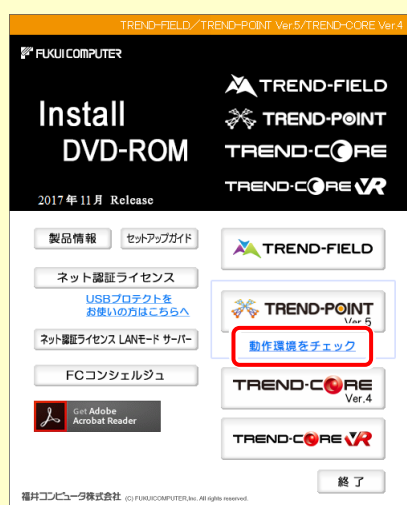 TREND-FIELD／TREND-POINT Ver.5/TREND-CORE Ver.4
FUKUI COMPUTER
Install
DVD-ROM
2017年11月 Release
TREND-FIELD
TREND-POINT
TREND-CORE
TREND-CORE VR
製品情報
セットアップガイド
ネット認証ライセンス
USBプロテクトを
お使いの方はこちらへ
ネット認証ライセンス LANモード サーバー
FCコンシェルジュ
Get Adobe
Acrobat Reader
TREND-FIELD
TREND-POINT
Ver.5
動作環境をチェック
TREND-CORE
Ver.4
TREND-CORE VR
終了
福井コンピュータ株式会社 (C) FUKUICOMPUTER,Inc. All rights reserved.